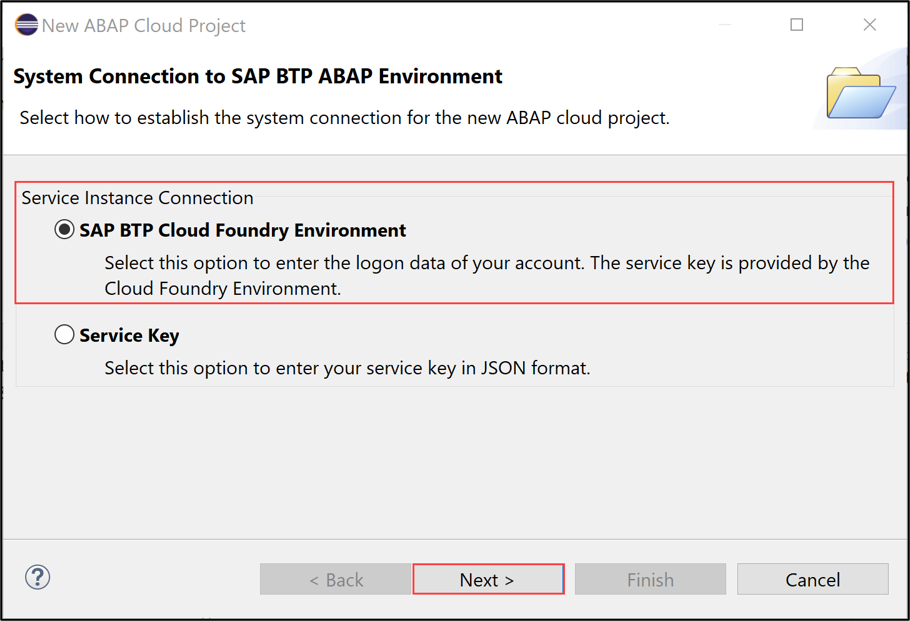 New ABAP Cloud Project
System Connection to SAP BTP ABAP Environment
Select how to establish the system connection for the new ABAP cloud project.
Service Instance Connection
SAP BTP Cloud Foundry Environment
Select this option to enter the logon data of your account. The service key is provided by the
Cloud Foundry Environment.
Service Key
Select this option to enter your service key in JSON format.
?
< Back
Next >
Finish
Cancel